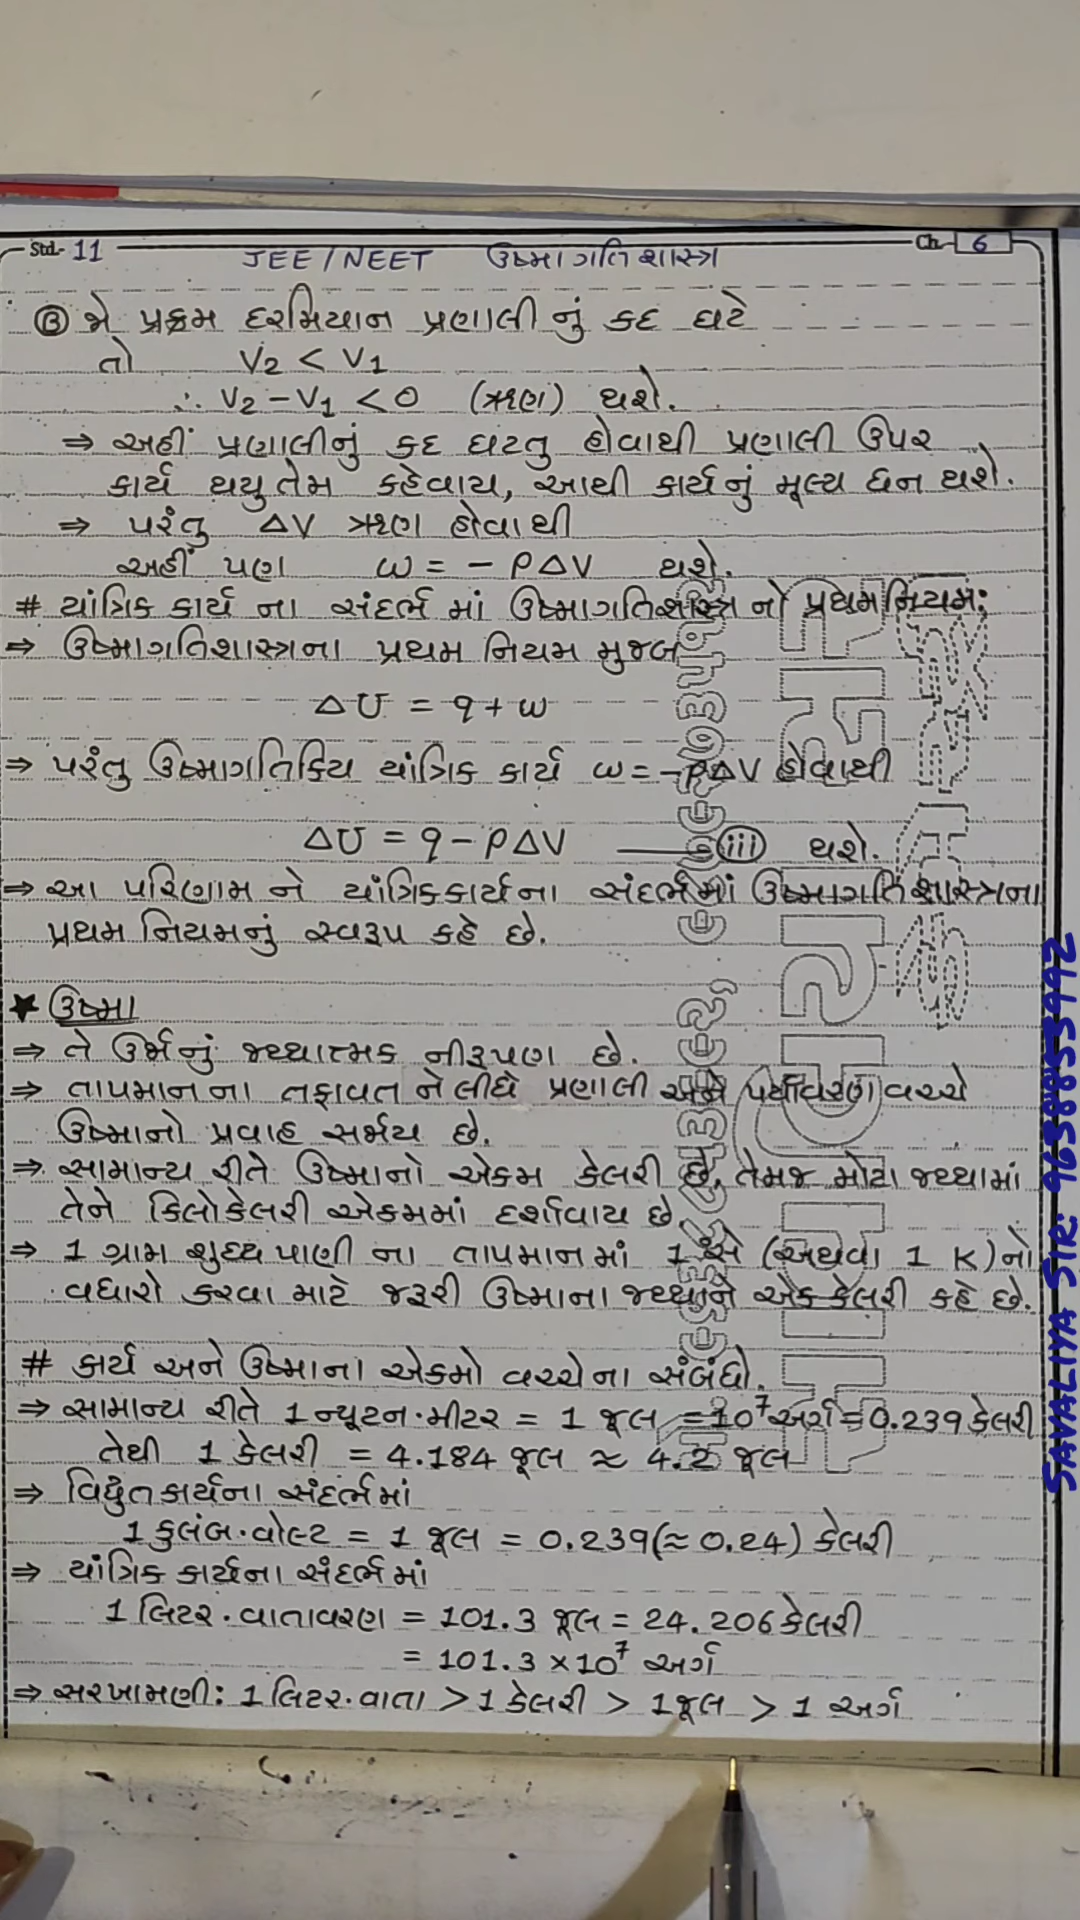 Std- 11 JEE/NEET ઉષ્માગતિશાસ્ત્ર Ch- 6
B જો પ્રક્રમ દરમિયાન પ્રણાલીનું કદ ઘટે
તો V2 < V1
∴ V2 - V1 < 0 (ઋણ) થશે.
⇒ અહીં પ્રણાલીનું કદ ઘટતુ હોવાથી પ્રણાલી ઉપર
કાર્ય થયુ તેમ કહેવાય, આથી કાર્યનું મૂલ્ય ધન થશે.
⇒ પરંતુ ΔV ઋણ હોવાથી
અહીં પણ W = - PΔV થશે.
# યાંત્રિક કાર્ય ના સંદર્ભ માં ઉષ્માગતિશાસ્ત્ર નો પ્રથમ નિયમ:
⇒ ઉષ્માગતિશાસ્ત્રના પ્રથમ નિયમ મુજબ
ΔU = q + w
⇒ પરંતુ ઉષ્માગતિકિય યાંત્રિક કાર્ય w = -PΔV હોવાથી
ΔU = q - PΔV —— (iii) થશે.
⇒ આ પરિણામ ને યાંત્રિકકાર્યના સંદર્ભમાં ઉષ્માગતિશાસ્ત્રના
પ્રથમ નિયમનું સ્વરૂપ કહે છે.
★ ઉષ્મા
⇒ તે ઉર્જાનું જથ્થાત્મક નીરૂપણ છે.
⇒ તાપમાન ના તફાવત ને લીધે પ્રણાલી અને પર્યાવરણ વચ્ચે
ઉષ્માનો પ્રવાહ સર્જાય છે.
⇒ સામાન્ય રીતે ઉષ્માનો એકમ કેલરી છે, તેમજ મોટા જથ્થામાં
તેને કિલોકેલરી એકમમાં દર્શાવાય છે.
⇒ 1 ગ્રામ શુદ્ધ પાણી ના તાપમાન માં 1°સે (અથવા 1 K) નો
વધારો કરવા માટે જરૂરી ઉષ્માના જથ્થાને એક કેલરી કહે છે.
# કાર્ય અને ઉષ્માના એકમો વચ્ચેના સંબંધો.
⇒ સામાન્ય રીતે 1 ન્યૂટન·મીટર = 1 જૂલ = 10⁷ અર્ગ = 0.239 કેલરી
તેથી 1 કેલરી = 4.184 જૂલ ≈ 4.2 જૂલ
⇒ વિદ્યુતકાર્યના સંદર્ભમાં
1 કુલંબ·વોલ્ટ = 1 જૂલ = 0.239 (≈ 0.24) કેલરી
⇒ યાંત્રિક કાર્યના સંદર્ભમાં
1 લિટર·વાતાવરણ = 101.3 જૂલ = 24.206 કેલરી
= 101.3 × 10⁷ અર્ગ
⇒ સરખામણી: 1 લિટર·વાતા > 1 કેલરી > 1 જૂલ > 1 અર્ગ
SAVALIYA SIR: 9638853992